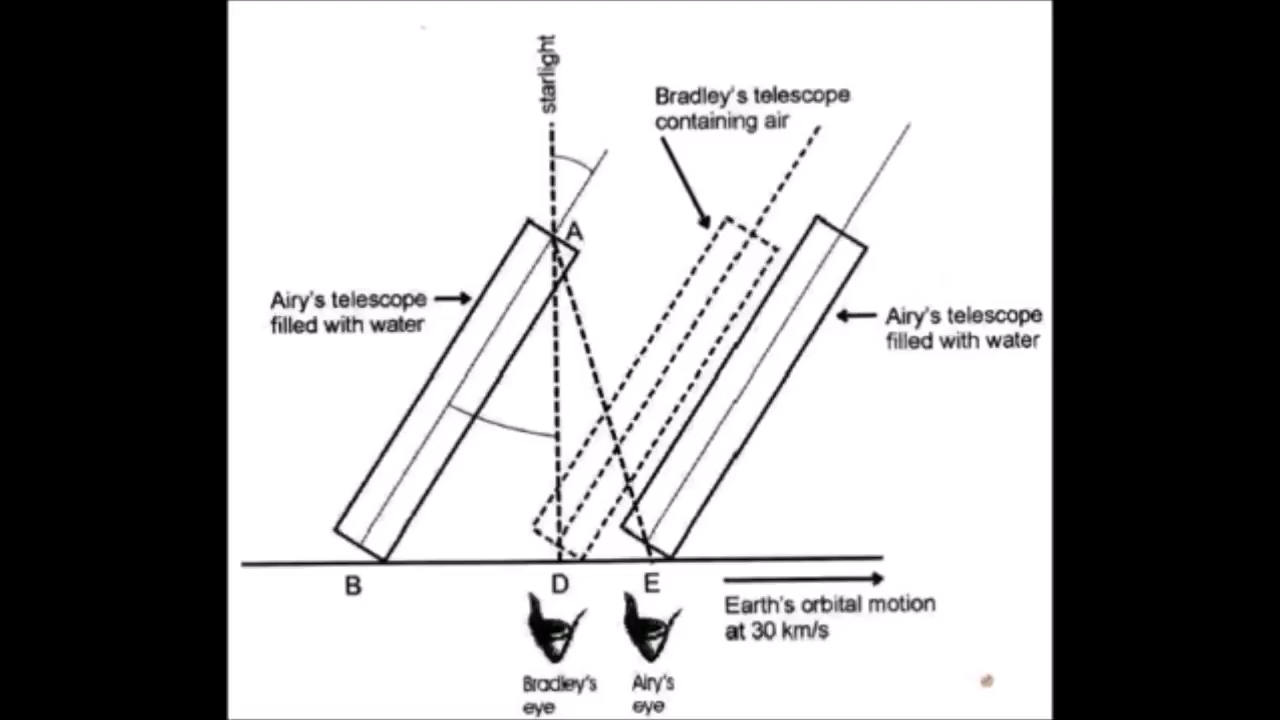 starlight
Bradley's telescope
containing air
A
Airy's telescope
filled with water
Airy's telescope
filled with water
B
D
E
Earth's orbital motion
at 30 km/s
Bradley's
eye
Airy's
eye